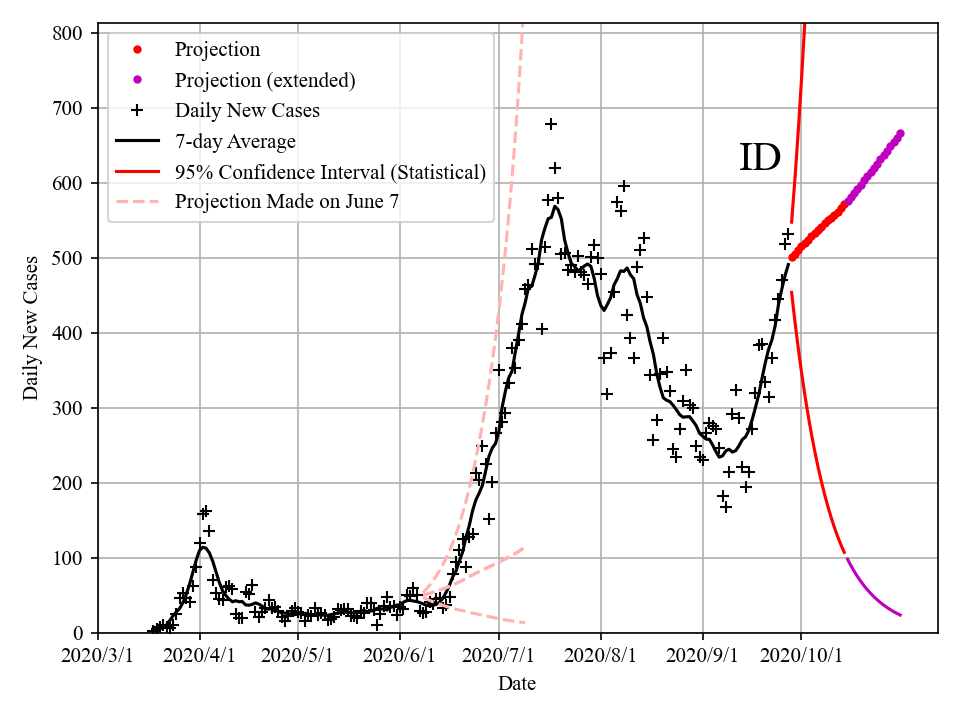 800
700
600
500
400
300
200
100
0
Daily New Cases
Projection
Projection (extended)
Daily New Cases
7-day Average
95% Confidence Interval (Statistical)
Projection Made on June 7
ID
2020/3/1 2020/4/1 2020/5/1 2020/6/1 2020/7/1 2020/8/1 2020/9/1 2020/10/1
Date